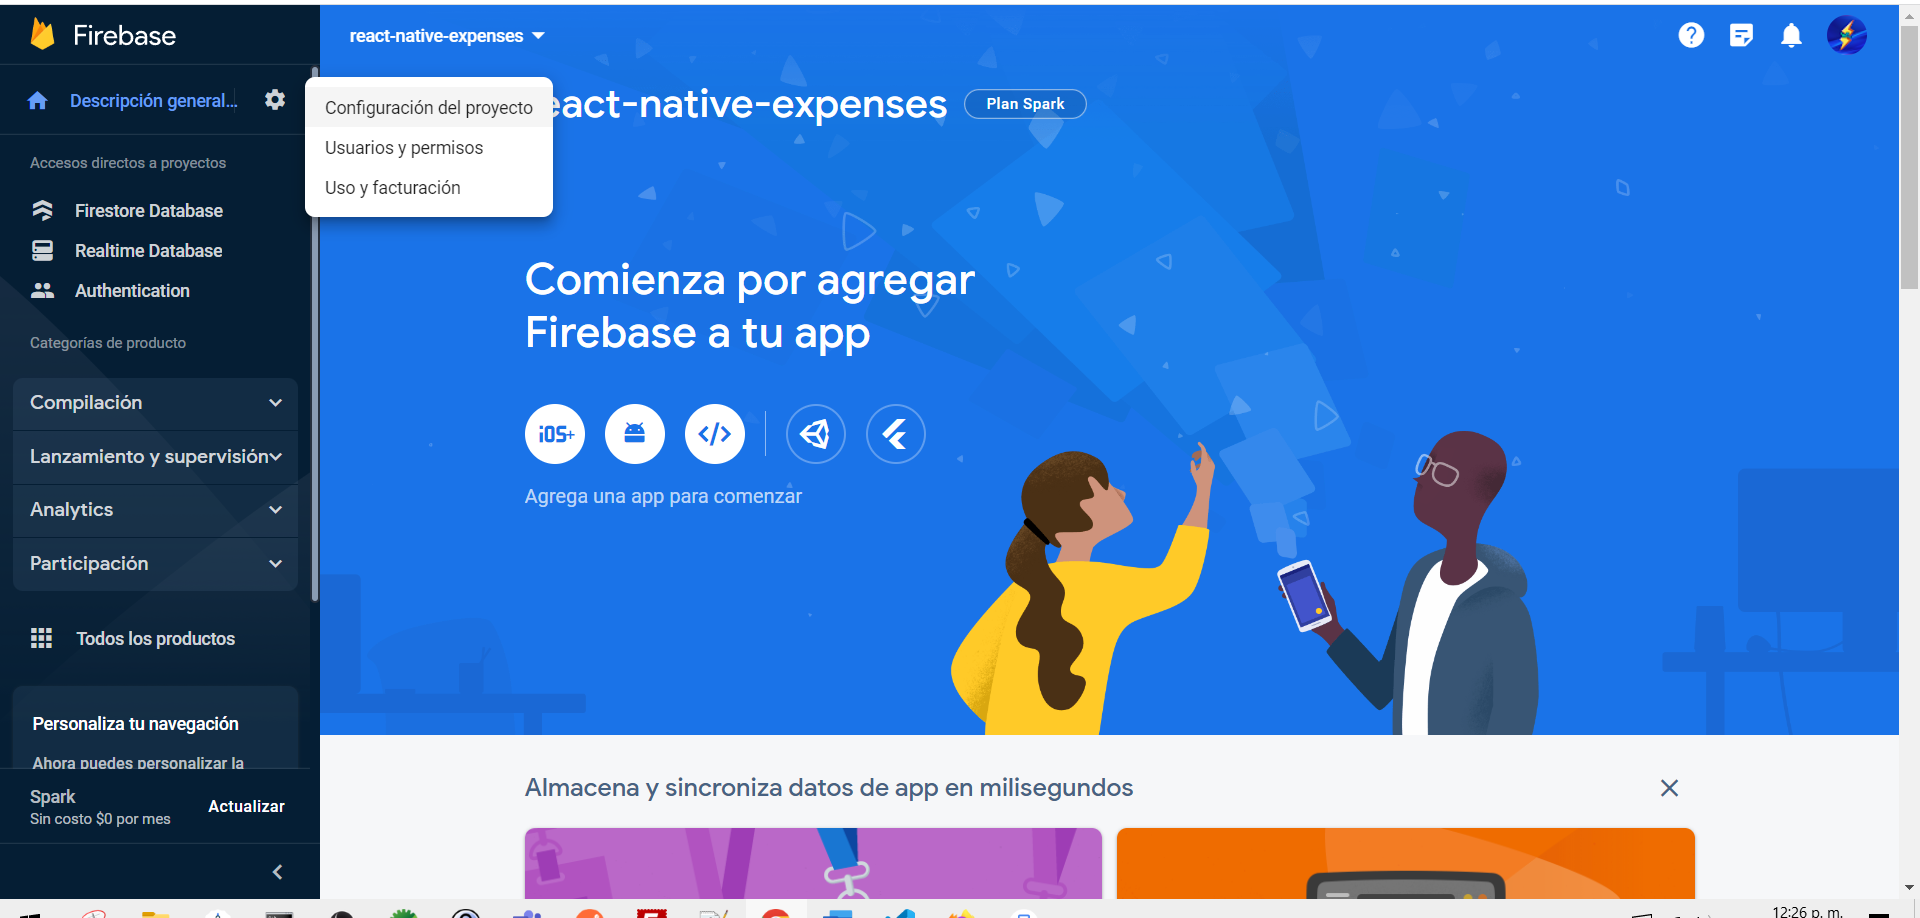 Firebase
react-native-expenses
Descripción general...
Configuración del proyecto
Usuarios y permisos
Uso y facturación
eact-native-expenses
Plan Spark
Accesos directos a proyectos
Firestore Database
Realtime Database
Authentication
Categorías de producto
Compilación
Lanzamiento y supervisión
Analytics
Participación
Todos los productos
Personaliza tu navegación
Ahora puedes personalizar la
Spark
Sin costo $0 por mes
Actualizar
Comienza por agregar
Firebase a tu app
iOS+
Agrega una app para comenzar
Almacena y sincroniza datos de app en milisegundos
12:26 p. m.